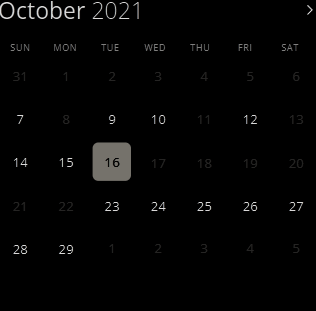 October 2021
SUN MON TUE WED THU FRI SAT
31 1 2 3 4 5 6
7 8 9 10 11 12 13
14 15 16 17 18 19 20
21 22 23 24 25 26 27
28 29 1 2 3 4 5